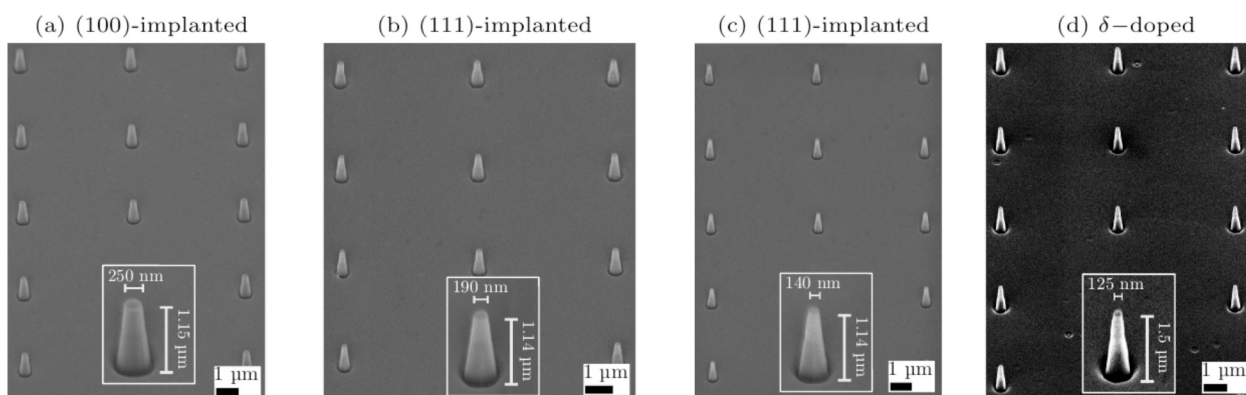 (a) (100)-implanted
(b) (111)-implanted
(c) (111)-implanted
(d) δ−doped
250 nm
1.15 µm
1 µm
190 nm
1.14 µm
1 µm
140 nm
1.14 µm
1 µm
125 nm
1.5 µm
1 µm